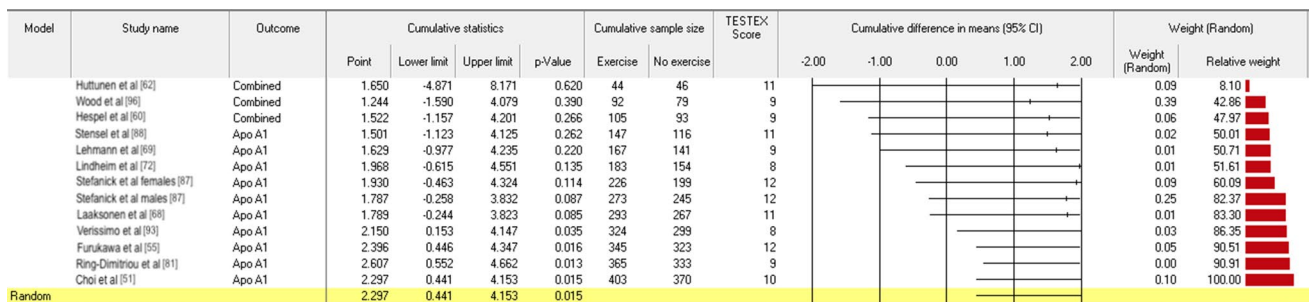 Model Study name Outcome Cumulative statistics Cumulative sample size TESTEX Score Cumulative difference in means (95% CI) Weight (Random)
Point Lower limit Upper limit p-Value Exercise No exercise -2.00 -1.00 0.00 1.00 2.00 Weight (Random) Relative weight
Huttunen et al [62] Combined 1.650 -4.871 8.171 0.620 44 46 11 0.09 8.10
Wood et al [96] Combined 1.244 -1.590 4.079 0.390 92 79 9 0.39 42.86
Hespel et al [60] Combined 1.522 -1.157 4.201 0.266 105 93 9 0.06 47.97
Stensel et al [88] Apo A1 1.501 -1.123 4.125 0.262 147 116 11 0.02 50.01
Lehmann et al [69] Apo A1 1.629 -0.977 4.235 0.220 167 141 9 0.01 50.71
Lindheim et al [72] Apo A1 1.968 -0.615 4.551 0.135 183 154 8 0.01 51.61
Stefanick et al females [87] Apo A1 1.930 -0.463 4.324 0.114 226 199 12 0.09 60.09
Stefanick et al males [87] Apo A1 1.787 -0.258 3.832 0.087 273 245 12 0.25 82.37
Laaksonen et al [68] Apo A1 1.789 -0.244 3.823 0.085 293 267 11 0.01 83.30
Verissimo et al [93] Apo A1 2.150 0.153 4.147 0.035 324 299 8 0.03 86.35
Furukawa et al [55] Apo A1 2.396 0.446 4.347 0.016 345 323 12 0.05 90.51
Ring-Dimitriou et al [81] Apo A1 2.607 0.552 4.662 0.013 365 333 9 0.00 90.91
Choi et al [51] Apo A1 2.297 0.441 4.153 0.015 403 370 10 0.10 100.00
Random 2.297 0.441 4.153 0.015